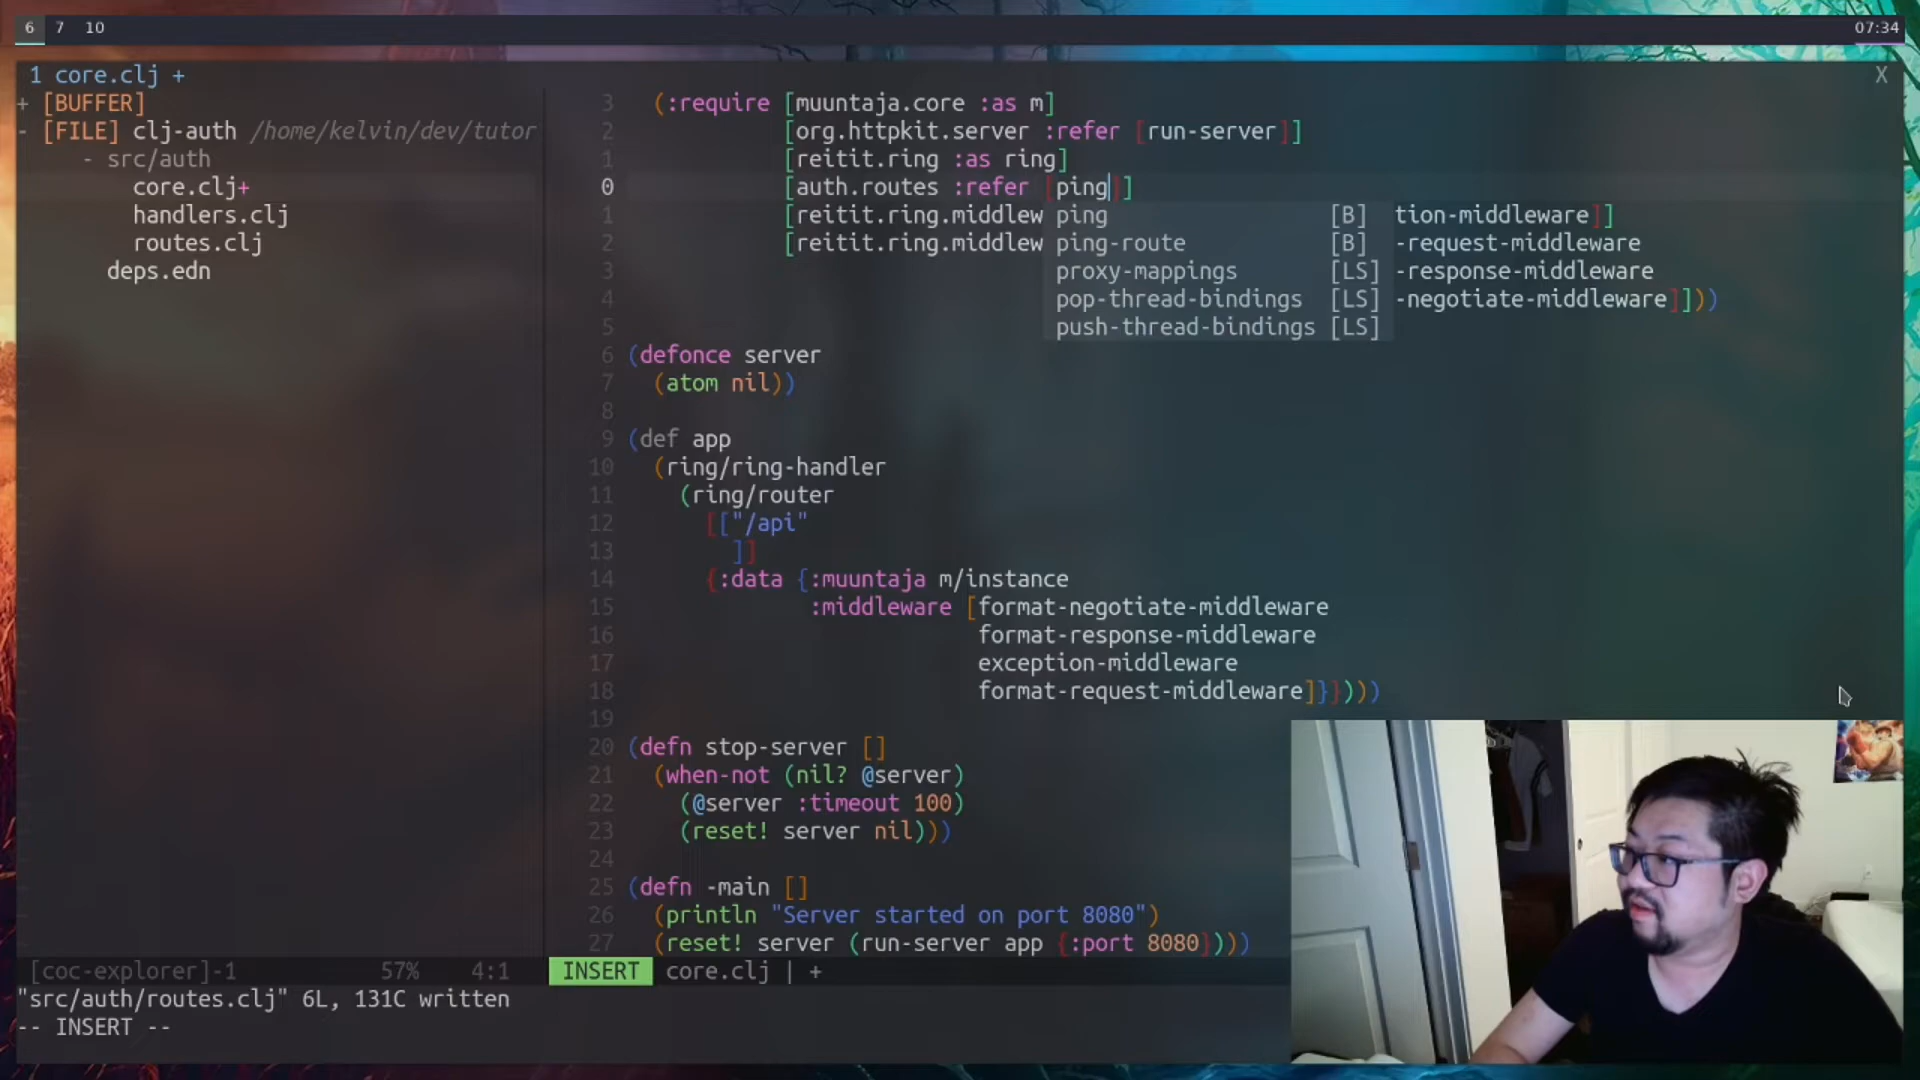 6 7 10 07:34
1 core.clj + X
+ [BUFFER]
- [FILE] clj-auth /home/kelvin/dev/tutor
- src/auth
core.clj+
handlers.clj
routes.clj
deps.edn
3 (:require [muuntaja.core :as m]
2 [org.httpkit.server :refer [run-server]]
1 [reitit.ring :as ring]
0 [auth.routes :refer [ping]]
1 [reitit.ring.middlew tion-middleware]]
2 [reitit.ring.middlew -request-middleware
3 -response-middleware
4 -negotiate-middleware]]))
5
ping [B]
ping-route [B]
proxy-mappings [LS]
pop-thread-bindings [LS]
push-thread-bindings [LS]
6 (defonce server
7 (atom nil))
8
9 (def app
10 (ring/ring-handler
11 (ring/router
12 [["/api"
13 ]]
14 {:data {:muuntaja m/instance
15 :middleware [format-negotiate-middleware
16 format-response-middleware
17 exception-middleware
18 format-request-middleware]}})))
19
20 (defn stop-server []
21 (when-not (nil? @server)
22 (@server :timeout 100)
23 (reset! server nil)))
24
25 (defn -main []
26 (println "Server started on port 8080")
27 (reset! server (run-server app {:port 8080})))
[coc-explorer]-1 57% 4:1 INSERT core.clj | +
"src/auth/routes.clj" 6L, 131C written
-- INSERT --